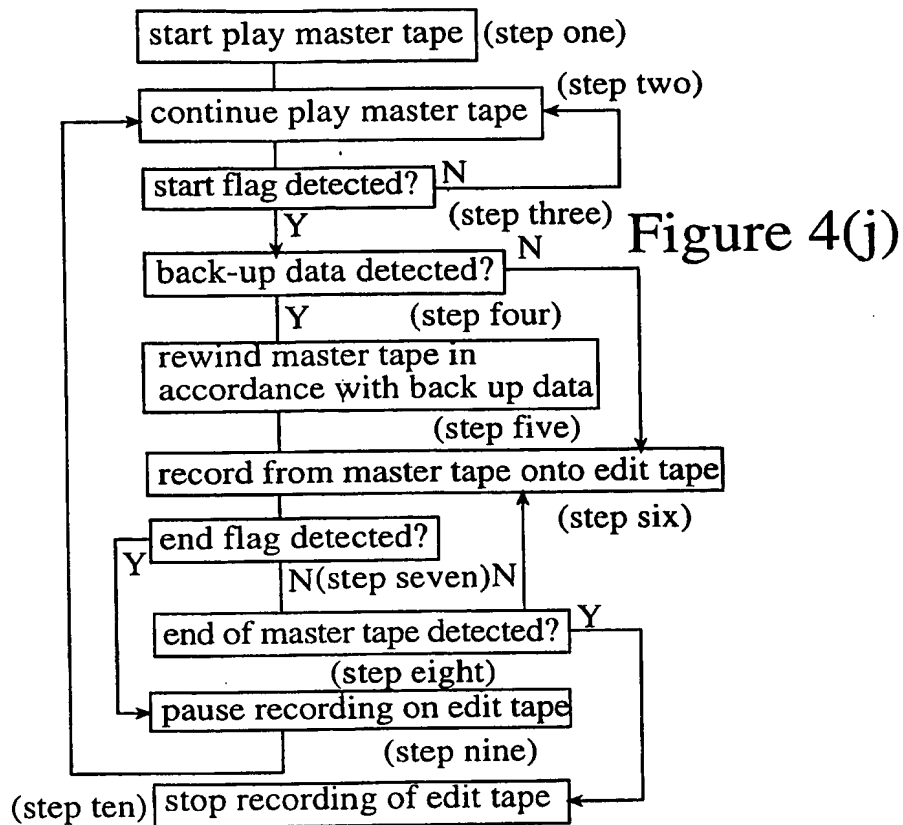 start play master tape (step one)
(step two)
continue play master tape
start flag detected? N
(step three)
Y
Figure 4(j)
N
back-up data detected?
Y (step four)
rewind master tape in
accordance with back up data
(step five)
record from master tape onto edit tape
(step six)
end flag detected?
Y
N(step seven)N
Y
end of master tape detected?
(step eight)
pause recording on edit tape
(step nine)
(step ten) stop recording of edit tape